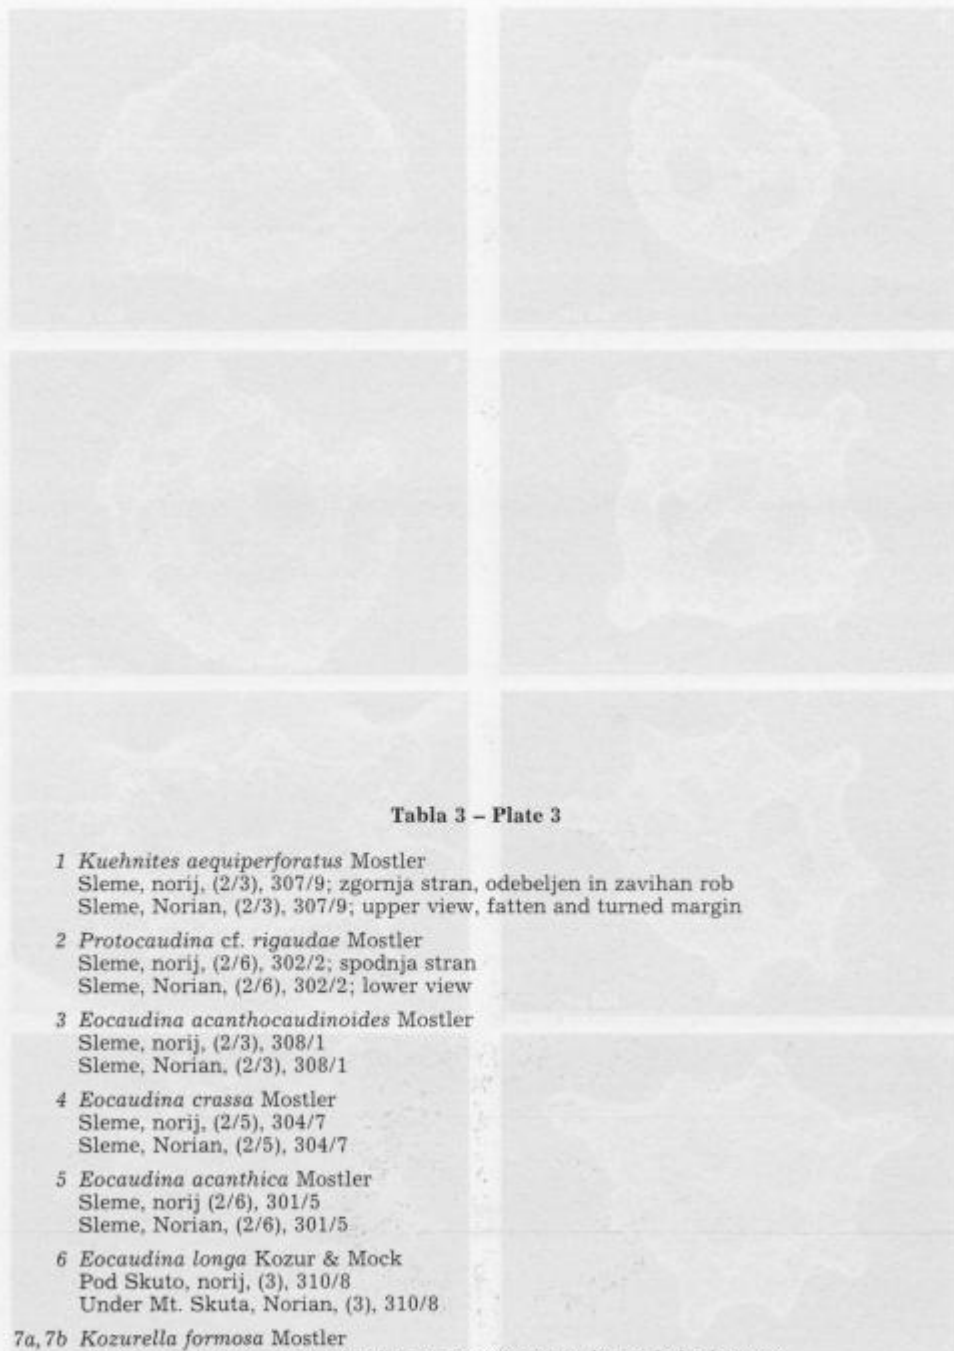 Tabla 3 – Plate 3
1 Kuehnites aequiperforatus Mostler
Sleme, norij, (2/3), 307/9; zgornja stran, odebeljen in zavihan rob
Sleme, Norian, (2/3), 307/9; upper view, fatten and turned margin
2 Protocaudina cf. rigaudae Mostler
Sleme, norij, (2/6), 302/2; spodnja stran
Sleme, Norian, (2/6), 302/2; lower view
3 Eocaudina acanthocaudinoides Mostler
Sleme, norij, (2/3), 308/1
Sleme, Norian, (2/3), 308/1
4 Eocaudina crassa Mostler
Sleme, norij, (2/5), 304/7
Sleme, Norian, (2/5), 304/7
5 Eocaudina acanthica Mostler
Sleme, norij (2/6), 301/5
Sleme, Norian, (2/6), 301/5
6 Eocaudina longa Kozur & Mock
Pod Skuto, norij, (3), 310/8
Under Mt. Skuta, Norian, (3), 310/8
7a, 7b Kozurella formosa Mostler